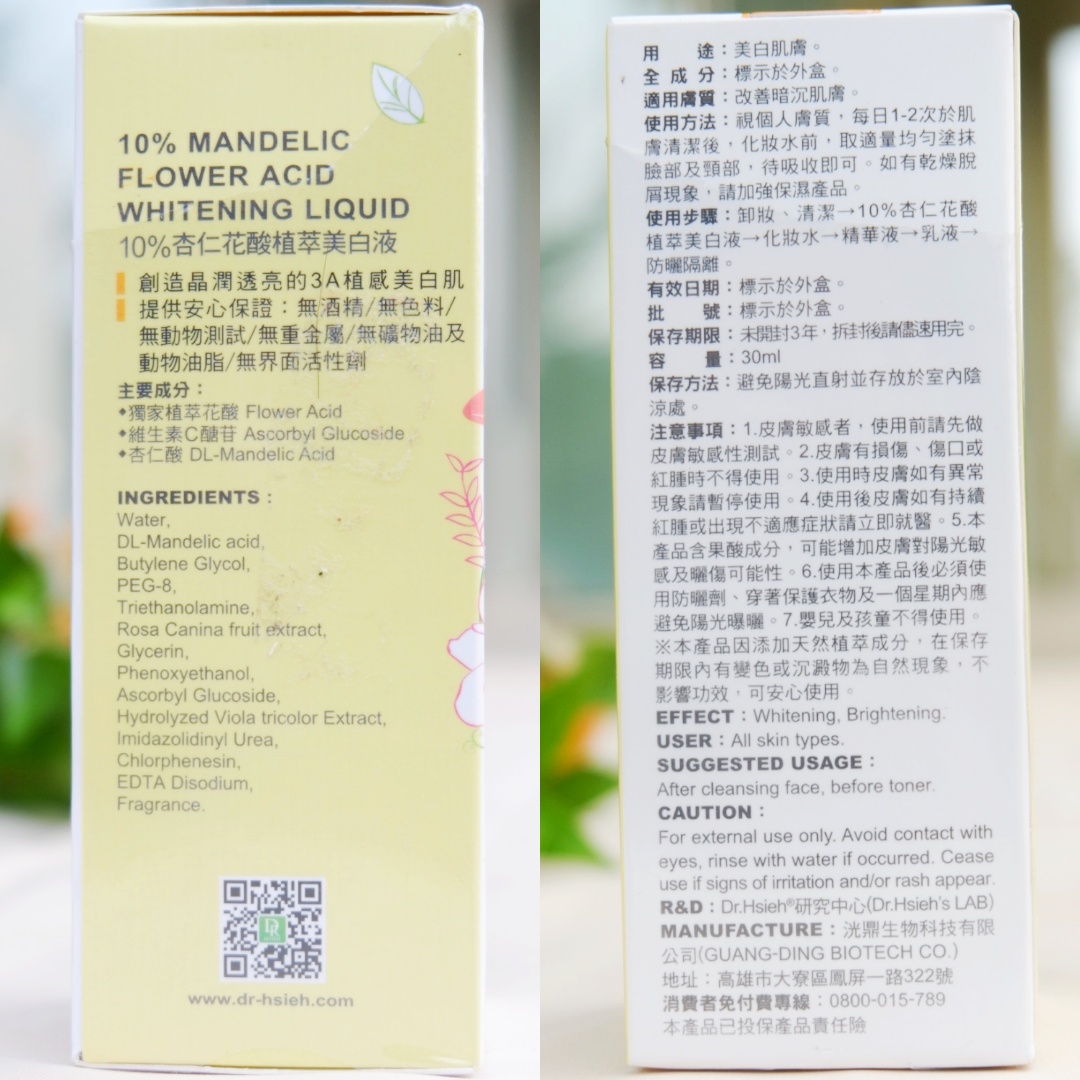 10% MANDELIC
FLOWER ACID
WHITENING LIQUID
10%杏仁花酸植萃美白液
創造晶潤透亮的3A植感美白肌
提供安心保證：無酒精/無色料/
無動物測試/無重金屬/無礦物油及
動物油脂/無界面活性劑
主要成分：
◆獨家植萃花酸 Flower Acid
◆維生素C醣苷 Ascorbyl Glucoside
◆杏仁酸 DL-Mandelic Acid
INGREDIENTS：
Water,
DL-Mandelic acid,
Butylene Glycol,
PEG-8,
Triethanolamine,
Rosa Canina fruit extract,
Glycerin,
Phenoxyethanol,
Ascorbyl Glucoside,
Hydrolyzed Viola tricolor Extract,
Imidazolidinyl Urea,
Chlorphenesin,
EDTA Disodium,
Fragrance.
DR
www.dr-hsieh.com
用　　途：美白肌膚。
全 成 分：標示於外盒。
適用膚質：改善暗沉肌膚。
使用方法：視個人膚質，每日1-2次於肌
膚清潔後，化妝水前，取適量均勻塗抹
臉部及頸部，待吸收即可。如有乾燥脫
屑現象，請加強保濕產品。
使用步驟：卸妝、清潔→10%杏仁花酸
植萃美白液→化妝水→精華液→乳液→
防曬隔離。
有效日期：標示於外盒。
批　　號：標示於外盒。
保存期限：未開封3年，拆封後請儘速用完。
容　　量：30ml
保存方法：避免陽光直射並存放於室內陰
涼處。
注意事項：1.皮膚敏感者，使用前請先做
皮膚敏感性測試。2.皮膚有損傷、傷口或
紅腫時不得使用。3.使用時皮膚如有異常
現象請暫停使用。4.使用後皮膚如有持續
紅腫或出現不適應症狀請立即就醫。5.本
產品含果酸成分，可能增加皮膚對陽光敏
感及曬傷可能性。6.使用本產品後必須使
用防曬劑、穿著保護衣物及一個星期內應
避免陽光曝曬。7.嬰兒及孩童不得使用。
※本產品因添加天然植萃成分，在保存
期限內有變色或沉澱物為自然現象，不
影響功效，可安心使用。
EFFECT：Whitening, Brightening.
USER：All skin types.
SUGGESTED USAGE：
After cleansing face, before toner.
CAUTION：
For external use only. Avoid contact with
eyes, rinse with water if occurred. Cease
use if signs of irritation and/or rash appear.
R&D：Dr.Hsieh®研究中心(Dr.Hsieh's LAB)
MANUFACTURE：洸鼎生物科技有限
公司(GUANG-DING BIOTECH CO.)
地址：高雄市大寮區鳳屏一路322號
消費者免付費專線：0800-015-789
本產品已投保產品責任險